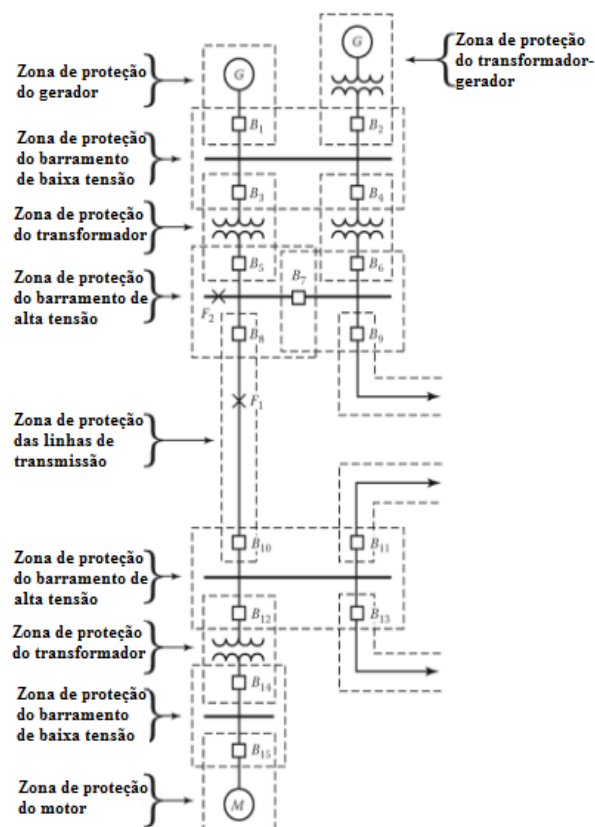 G
Zona de proteção
do transformador-
gerador
Zona de proteção
do gerador
G
B1
B2
Zona de proteção
do barramento
de baixa tensão
B3
B4
Zona de proteção
do transformador
B5
B6
B7
Zona de proteção
do barramento de
alta tensão
F2
B8
B9
F1
Zona de proteção
das linhas de
transmissão
B10
B11
Zona de proteção
do barramento de
alta tensão
B12
B13
Zona de proteção
do transformador
B14
Zona de proteção
do barramento
de baixa tensão
B15
Zona de proteção
do motor
M